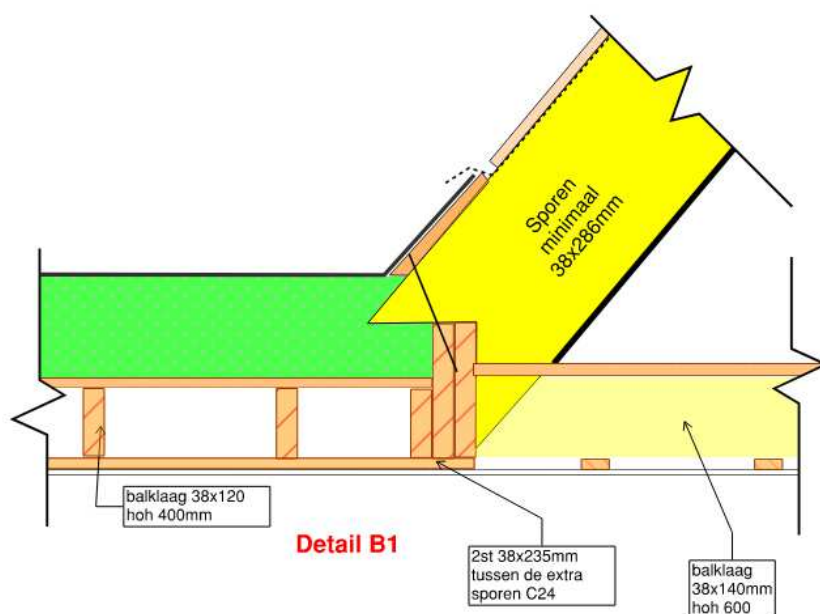 Sporen
minimaal
38x286mm
balklaag 38x120
hoh 400mm
Detail B1
2st 38x235mm
tussen de extra
sporen C24
balklaag
38x140mm
hoh 600